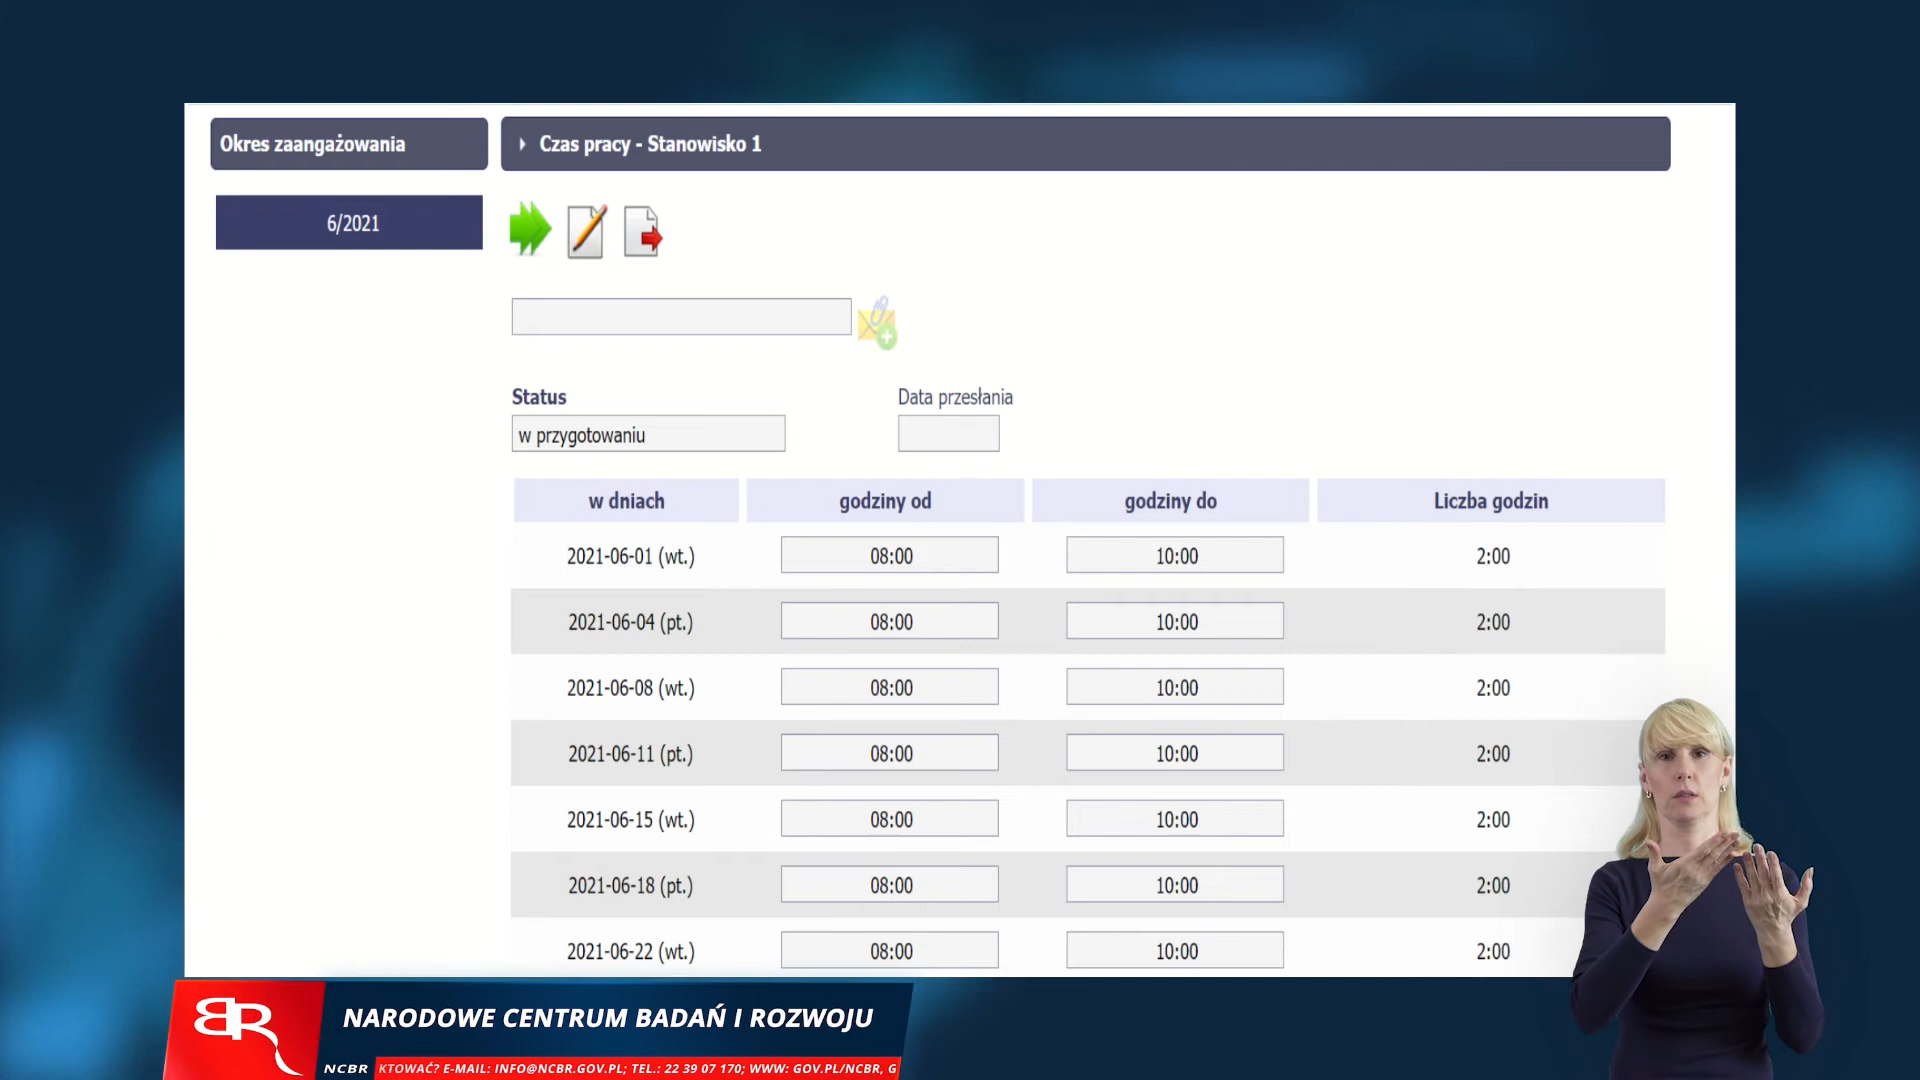 Okres zaangażowania
Czas pracy - Stanowisko 1
6/2021
Status
Data przesłania
w przygotowaniu
w dniach godziny od godziny do Liczba godzin
2021-06-01 (wt.) 08:00 10:00 2:00
2021-06-04 (pt.) 08:00 10:00 2:00
2021-06-08 (wt.) 08:00 10:00 2:00
2021-06-11 (pt.) 08:00 10:00 2:00
2021-06-15 (wt.) 08:00 10:00 2:00
2021-06-18 (pt.) 08:00 10:00 2:00
2021-06-22 (wt.) 08:00 10:00 2:00
BR
NARODOWE CENTRUM BADAŃ I ROZWOJU
NCBR KTOWAĆ? E-MAIL: INFO@NCBR.GOV.PL; TEL.: 22 39 07 170; WWW: GOV.PL/NCBR, G